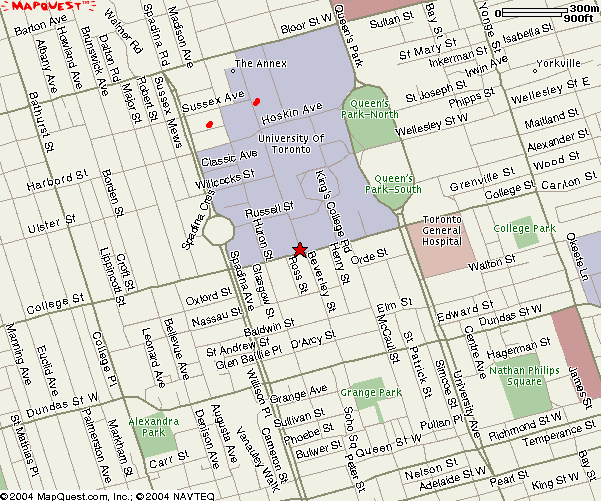 MAPQUEST
300m
900ft
Barton Ave
Albany Ave
Howland Ave
Brunswick Ave
Walmer Rd
Dalton Rd
Major St
Robert St
Spadina Rd
Madison Ave
Sussex Mews
Bloor St W
Queen's Park
Sultan St
Bay St
St Mary St
Inkerman St
Irwin Ave
Yonge St
Isabella St
Yorkville
The Annex
Sussex Ave
Hoskin Ave
University Of
Toronto
Queen's
Park-North
St Joseph St
Phipps St
Wellesley St E
Wellesley St W
Maitland St
Alexander St
Wood St
Bathurst St
Harbord St
Borden St
Ulster St
Classic Ave
Willcocks St
Spadina Cres
Russell St
King's College Rd
Queen's
Park-South
Grenville St
College St
Carlton St
Toronto
General
Hospital
College Park
Okeefe Ln
Walton St
Orde St
Huron St
Ross St
Beverley St
Henry St
Spadina Ave
Glasgow St
Lippincott St
Croft St
College St
Oxford St
Nassau St
Baldwin St
St Andrew St
Glen Baillie Pl
D'Arcy St
Elm St
McCaul St
St Patrick St
Edward St
Dundas St W
Centre Ave
Hagerman St
Nathan Philips
Square
James St
Manning Ave
Euclid Ave
College Pl
Leonard Ave
Bellevue Ave
Dundas St W
St Mathias Pl
Palmerston Ave
Markham St
Alexandra
Park
Carr St
Denison Ave
Augusta Ave
Vanauley Walk
Willison Pl
Cameron St
Grange Ave
Sullivan St
Phoebe St
Bulwer St
Grange Park
Soho Sq
Peter St
Queen St W
Pullan Pl
Simcoe St
University Ave
Richmond St W
Temperance St
Nelson St
Adelaide St W
Pearl St
King St W
Bay St
©2004 MapQuest.com, Inc.; ©2004 NAVTEQ